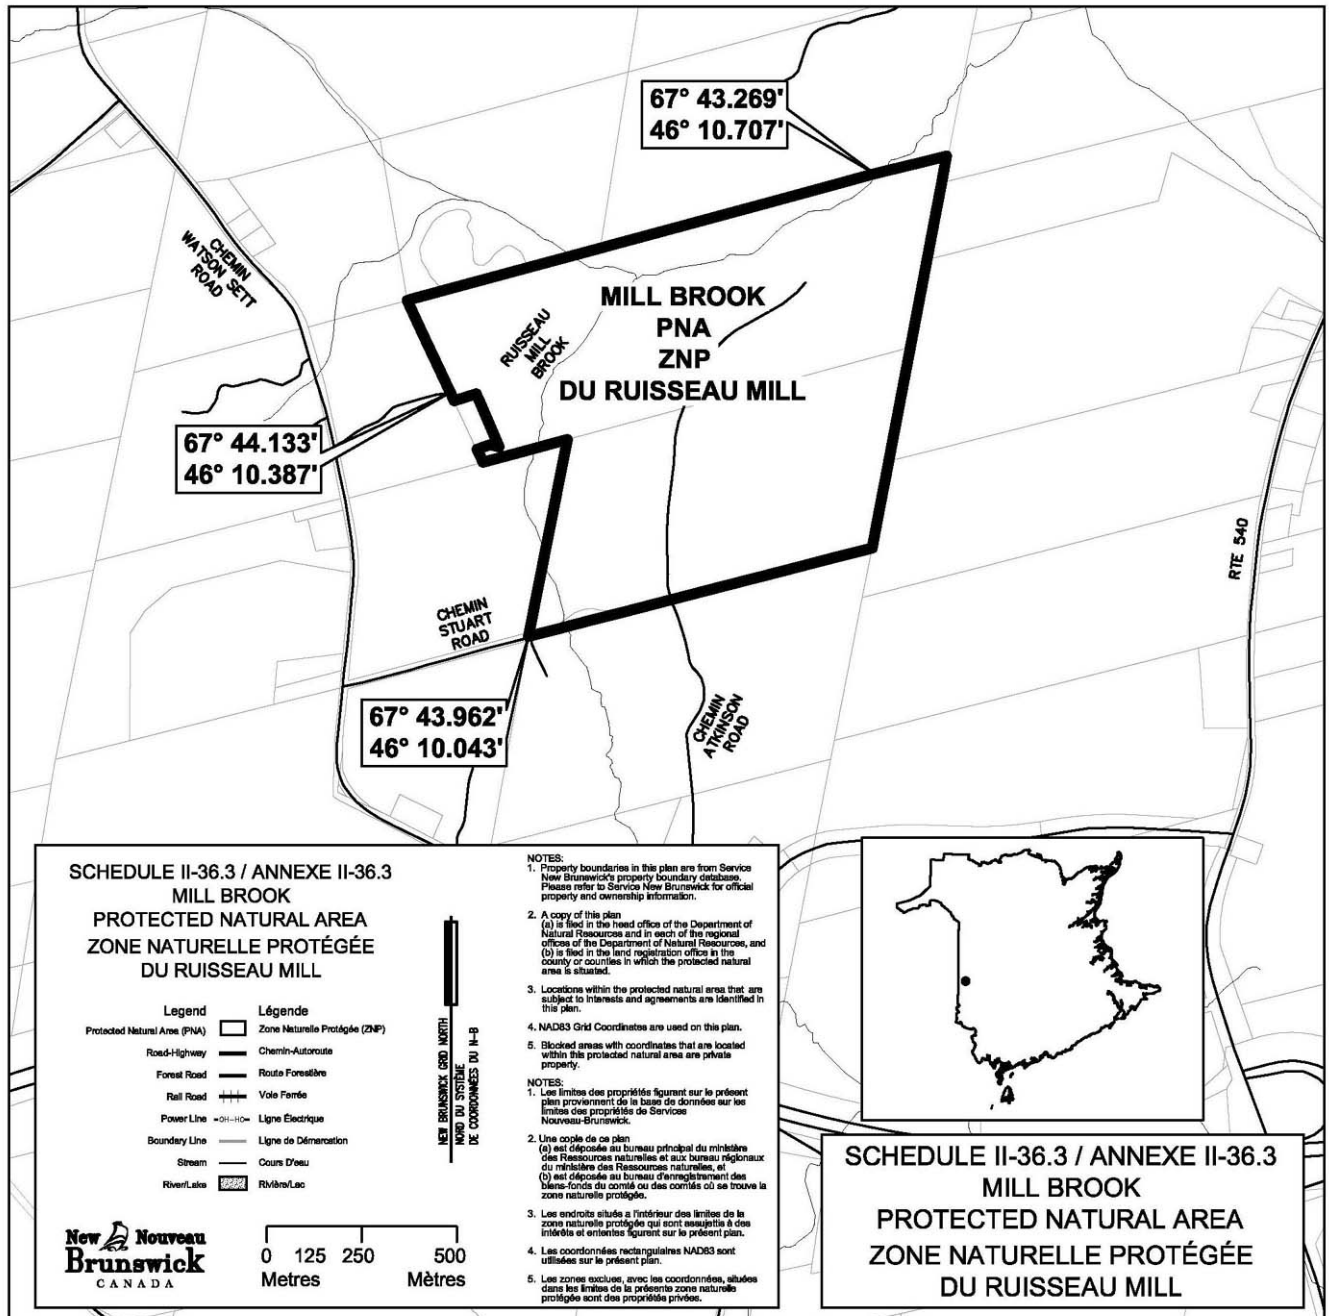 67° 43.269'
46° 10.707'
CHEMIN
WATSON SETT
ROAD
MILL BROOK
PNA
ZNP
DU RUISSEAU MILL
RUISSEAU
MILL
BROOK
67° 44.133'
46° 10.387'
RTE 540
CHEMIN
STUART
ROAD
67° 43.962'
46° 10.043'
CHEMIN
ATKINSON
ROAD
SCHEDULE II-36.3 / ANNEXE II-36.3
MILL BROOK
PROTECTED NATURAL AREA
ZONE NATURELLE PROTÉGÉE
DU RUISSEAU MILL
Legend Légende
Protected Natural Area (PNA) Zone Naturelle Protégée (ZNP)
Road-Highway Chemin-Autoroute
Forest Road Route Forestière
Rail Road Voie Ferrée
Power Line -OH-HO- Ligne Électrique
Boundary Line Ligne de Démarcation
Stream Cours D'eau
River/Lake Rivière/Lac
NEW BRUNSWICK GRID NORTH
NORD DU SYSTÈME
DE COORDONNÉES DU N-B
New Nouveau
Brunswick
CANADA
0 125 250 500
Metres Mètres
NOTES:
1. Property boundaries in this plan are from Service
New Brunswick's property boundary database.
Please refer to Service New Brunswick for official
property and ownership information.
2. A copy of this plan
(a) is filed in the head office of the Department of
Natural Resources and in each of the regional
offices of the Department of Natural Resources, and
(b) is filed in the land registration office in the
county or counties in which the protected natural
area is situated.
3. Locations within the protected natural area that are
subject to interests and agreements are identified in
this plan.
4. NAD83 Grid Coordinates are used on this plan.
5. Blocked areas with coordinates that are located
within this protected natural area are private
property.
NOTES:
1. Les limites des propriétés figurant sur le présent
plan proviennent de la base de données sur les
limites des propriétés de Services
Nouveau-Brunswick.
2. Une copie de ce plan
(a) est déposée au bureau principal du ministère
des Ressources naturelles et aux bureau régionaux
du ministère des Ressources naturelles, et
(b) est déposée au bureau d'enregistrement des
biens-fonds du comté ou des comtés où se trouve la
zone naturelle protégée.
3. Les endroits situés a l'intérieur des limites de la
zone naturelle protégée qui sont assujettis à des
intérêts et ententes figurent sur le présent plan.
4. Les coordonnées rectangulaires NAD83 sont
utilisées sur le présent plan.
5. Les zones exclues, avec les coordonnées, situées
dans les limites de la présente zone naturelle
protégée sont des propriétés privées.
SCHEDULE II-36.3 / ANNEXE II-36.3
MILL BROOK
PROTECTED NATURAL AREA
ZONE NATURELLE PROTÉGÉE
DU RUISSEAU MILL